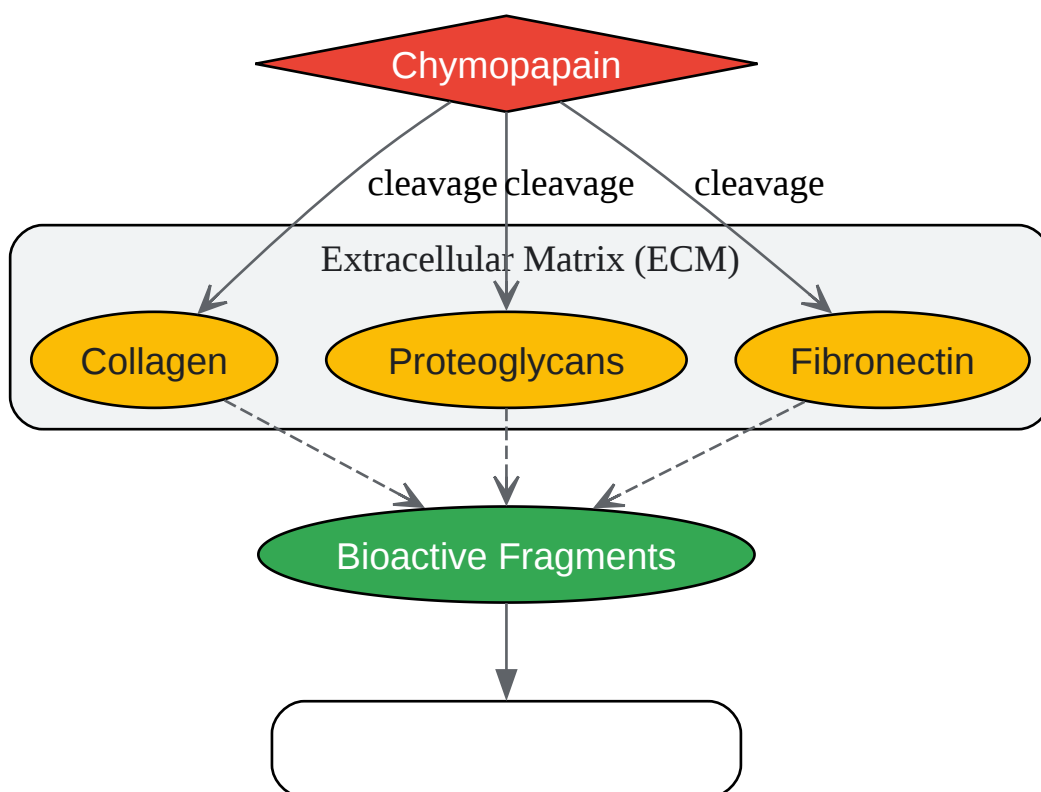 Chymopapain
cleavage cleavage cleavage
Extracellular Matrix (ECM)
Collagen Proteoglycans Fibronectin
Bioactive Fragments